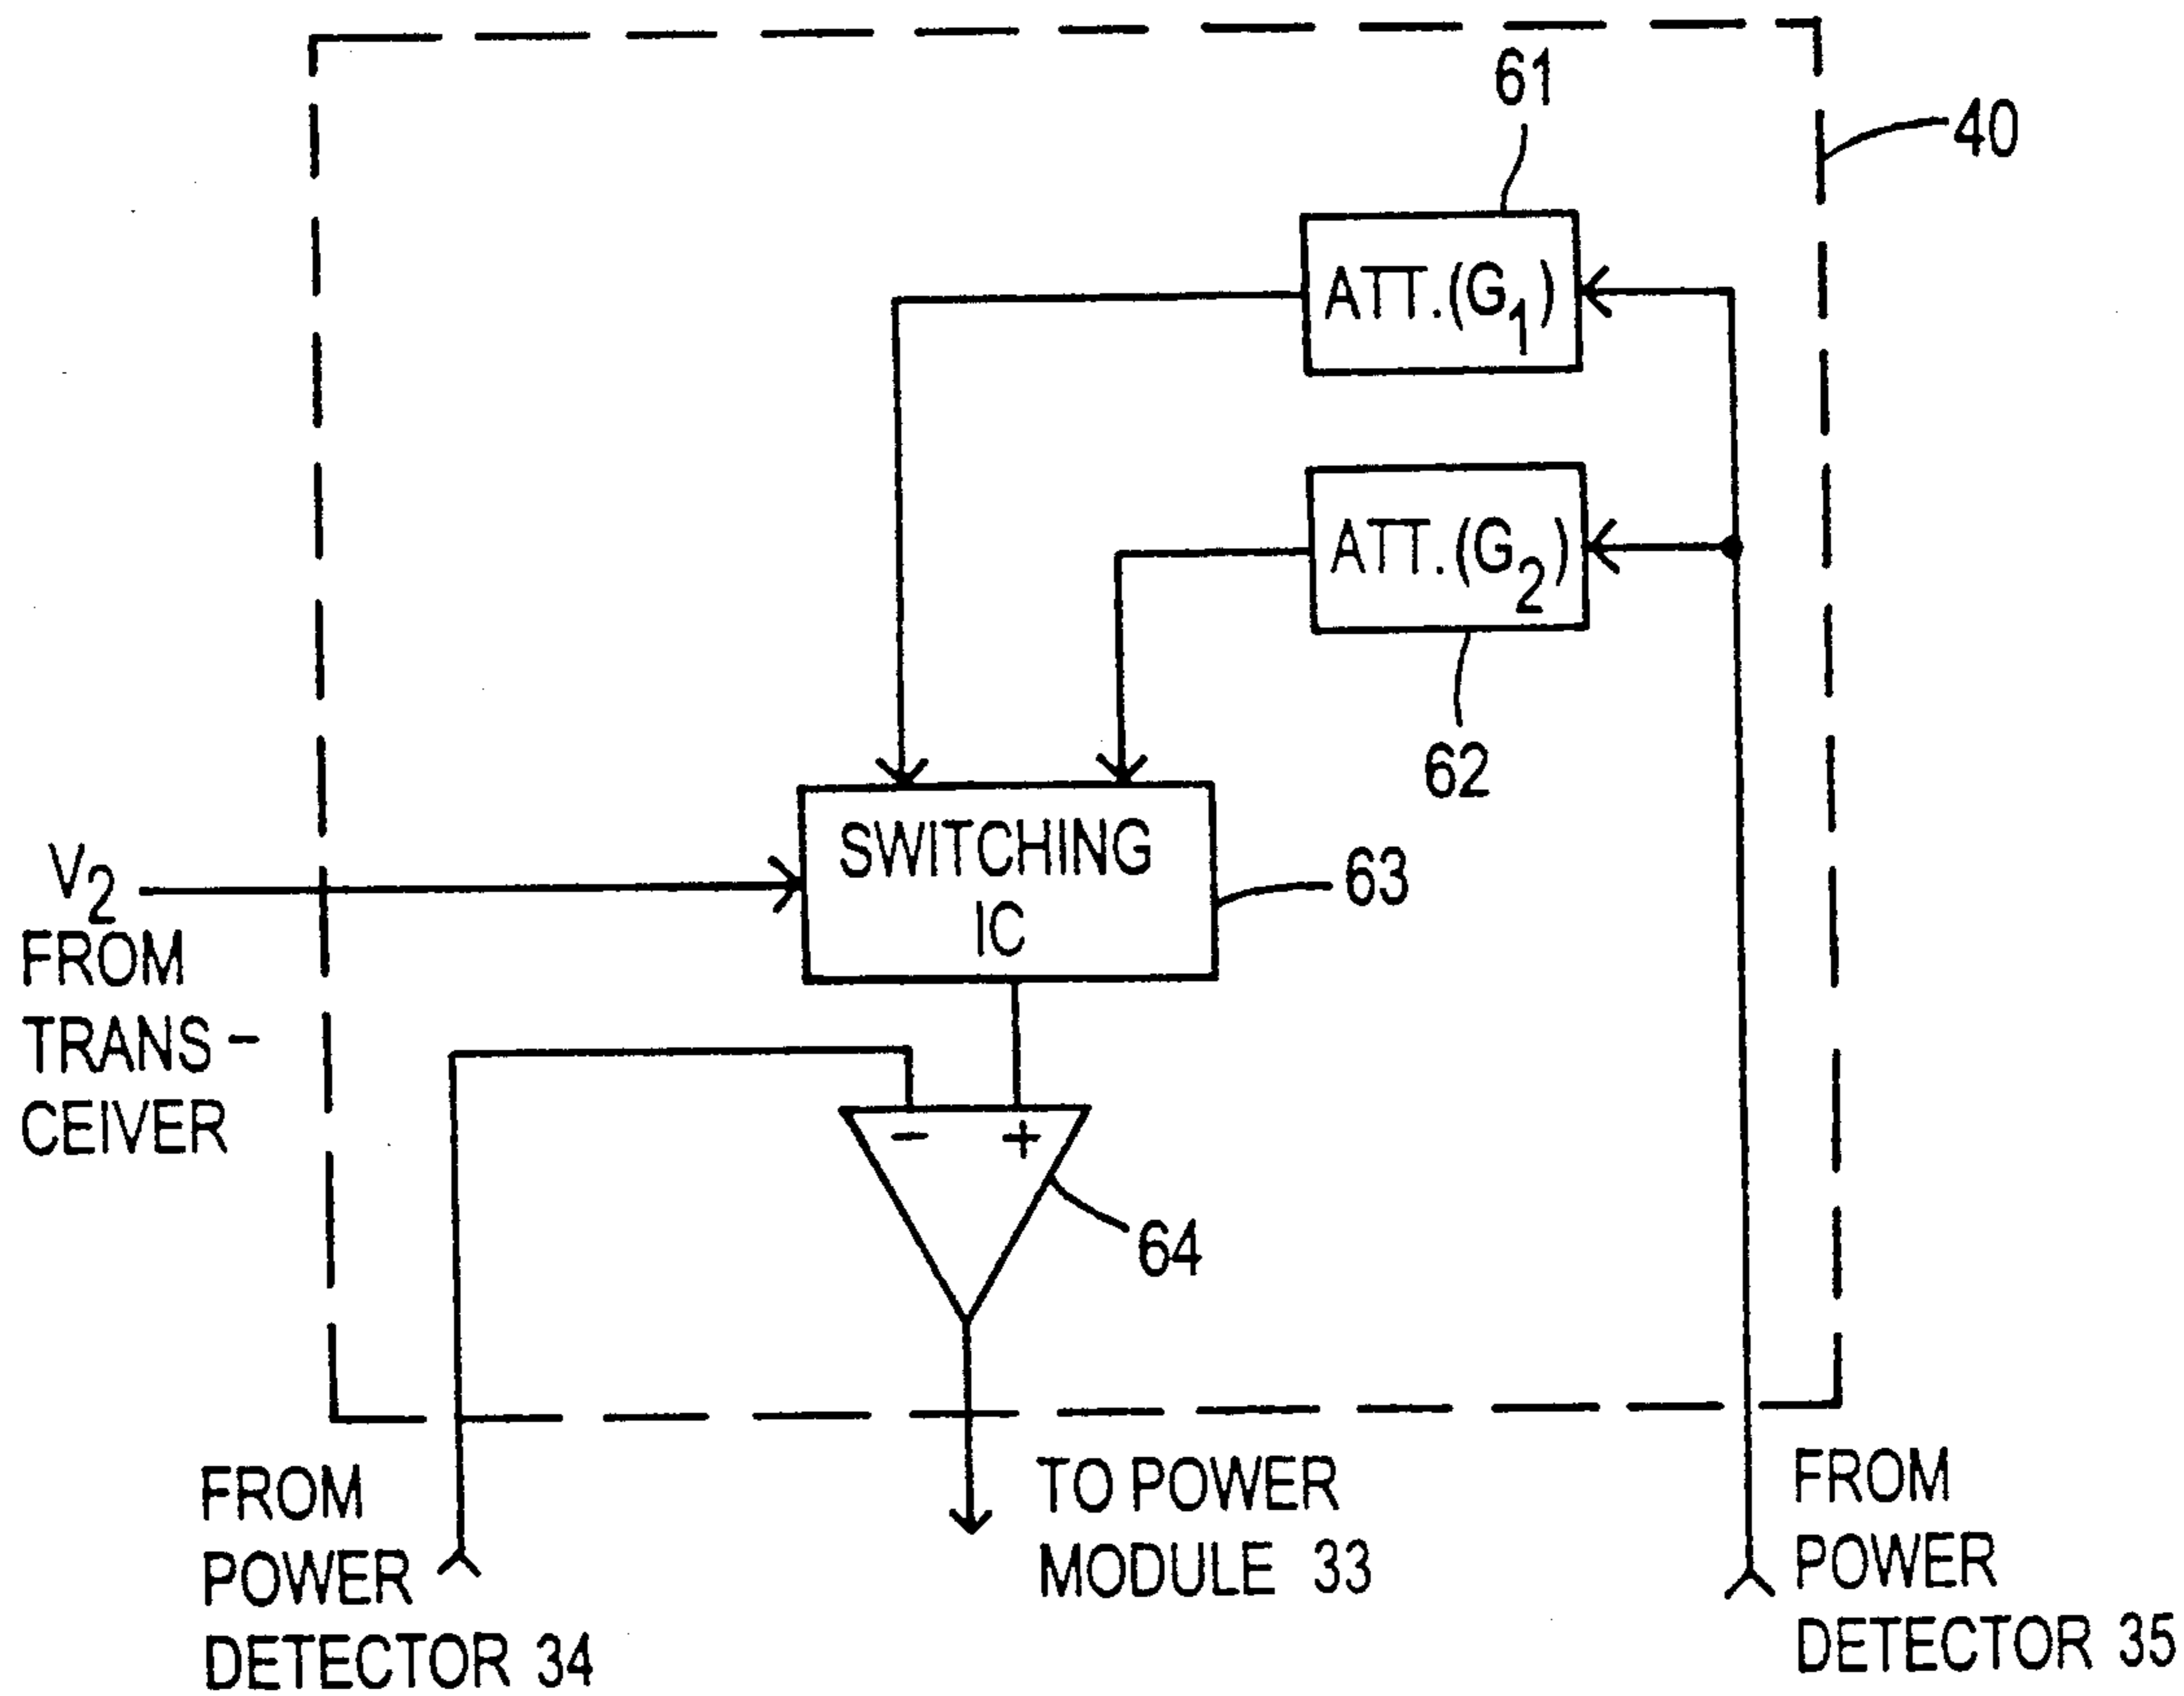 61
40
ATT.(G1)
ATT.(G2)
62
V2
FROM
TRANS-
CEIVER
SWITCHING
IC
63
- +
64
FROM
POWER
DETECTOR 34
TO POWER
MODULE 33
FROM
POWER
DETECTOR 35